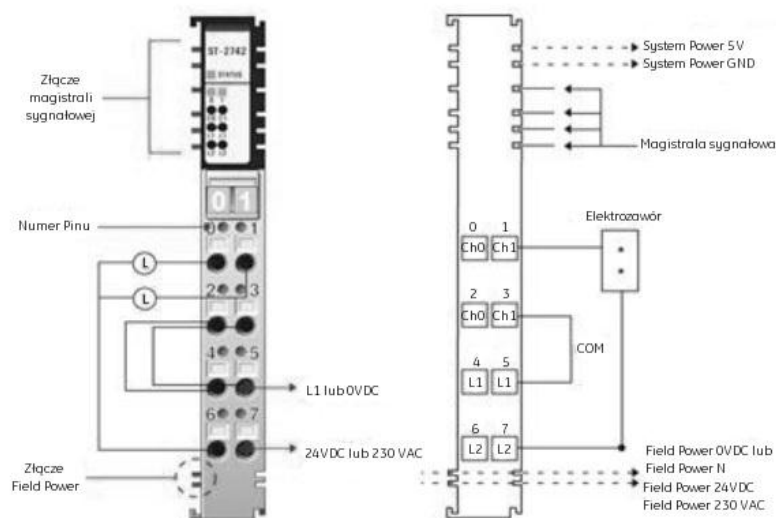 ST-2742
STATUS
Złącze
magistrali
sygnałowej
0 1
Numer Pinu
0 1
L
L
2 3
4 5
L1 lub 0VDC
6 7
24VDC lub 230 VAC
Złącze
Field Power
System Power 5V
System Power GND
Magistrala sygnałowa
Elektrozawór
0 1
Ch0 Ch1
2 3
Ch0 Ch1
COM
4 5
L1 L1
6 7
L2 L2
Field Power 0VDC lub
Field Power N
Field Power 24VDC
Field Power 230 VAC